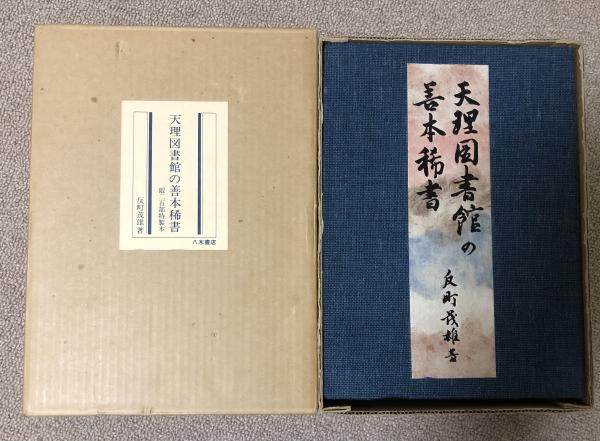 天理図書館の善本稀書
限二百部特製本
反町茂雄著
八木書店
天理図書館の
善本稀書
反町茂雄著